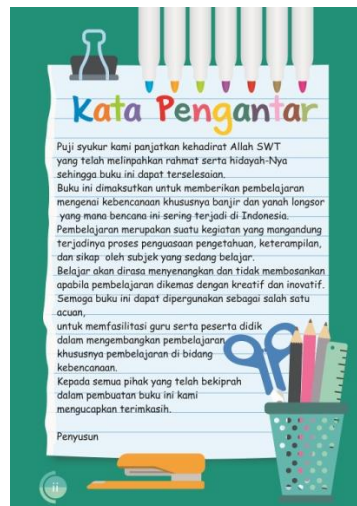 Kata Pengantar
Puji syukur kami panjatkan kehadirat Allah SWT
yang telah melinpahkan rahmat serta hidayah-Nya
sehingga buku ini dapat terselesaian.
Buku ini dimaksutkan untuk memberikan pembelajaran
mengenai kebencanaan khususnya banjir dan yanah longsor
yang mana bencana ini sering terjadi di Indonesia.
Pembelajaran merupakan suatu kegiatan yang mangandung
terjadinya proses penguasaan pengetahuan, keterampilan,
dan sikap oleh subjek yang sedang belajar.
Belajar akan dirasa menyenangkan dan tidak membosankan
apabila pembelajaran dikemas dengan kreatif dan inovatif.
Semoga buku ini dapat dipergunakan sebagai salah satu
acuan,
untuk memfasilitasi guru serta peserta didik
dalam mengembangkan pembelajaran
khususnya pembelajaran di bidang
kebencanaan.
Kepada semua pihak yang telah bekiprah
dalam pembuatan buku ini kami
mengucapkan terimkasih.
Penyusun
ii